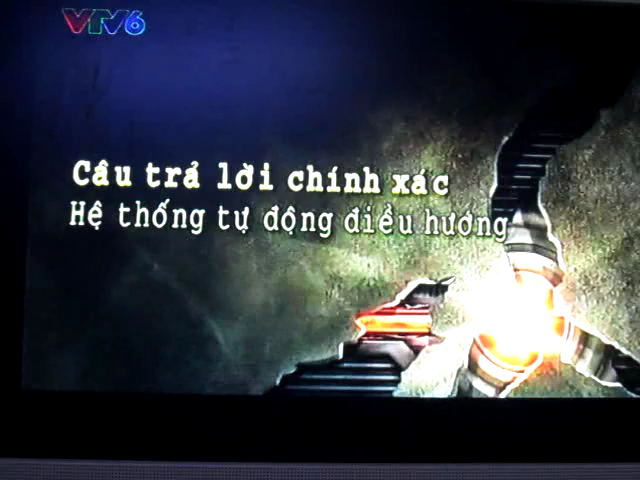 VTV6
Câu trả lời chính xác
Hệ thống tự động điều hướng